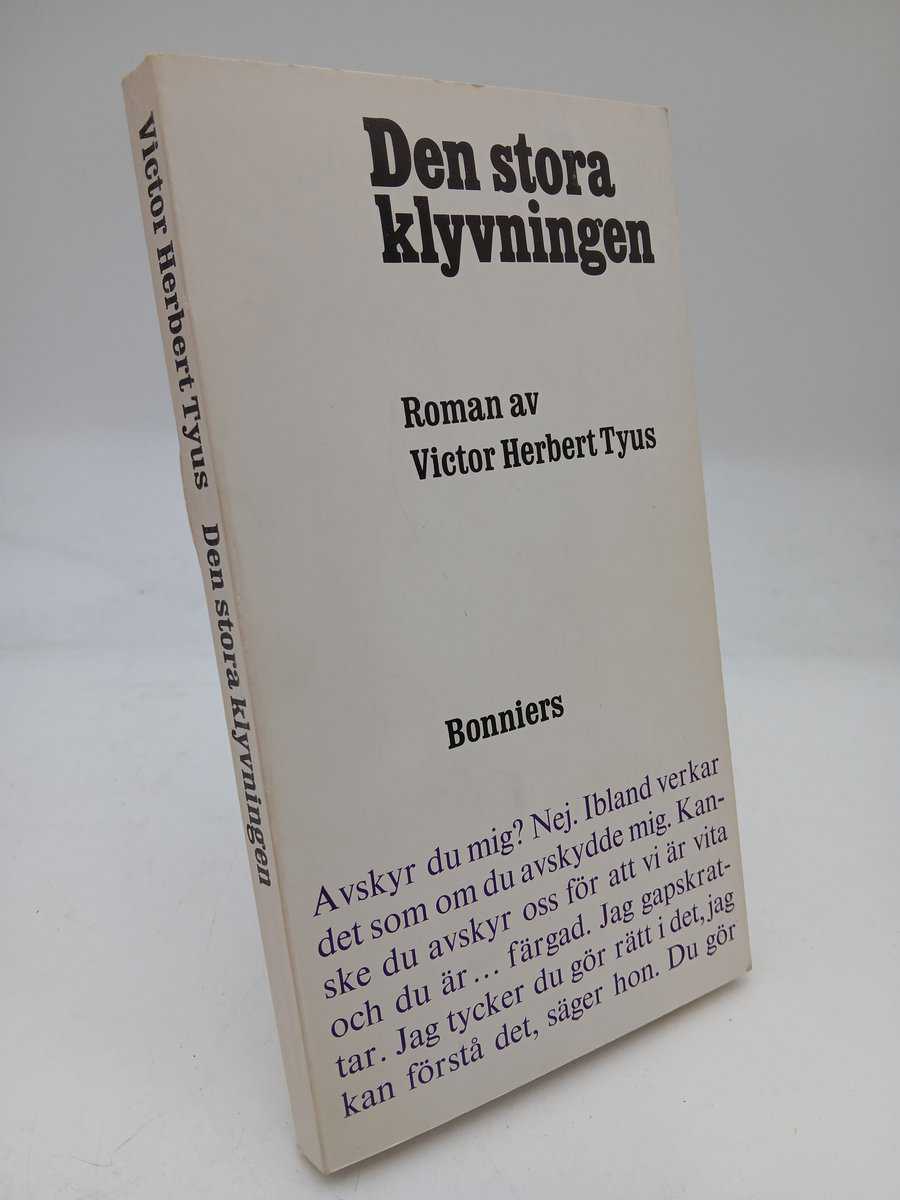 Victor Herbert Tyus Den stora klyvningen
Den stora
klyvningen
Roman av
Victor Herbert Tyus
Bonniers
Avskyr du mig? Nej. Ibland verkar
det som om du avskydde mig. Kan-
ske du avskyr oss för att vi är vita
och du är... färgad. Jag gapskrat-
tar. Jag tycker du gör rätt i det, jag
kan förstå det, säger hon. Du gör